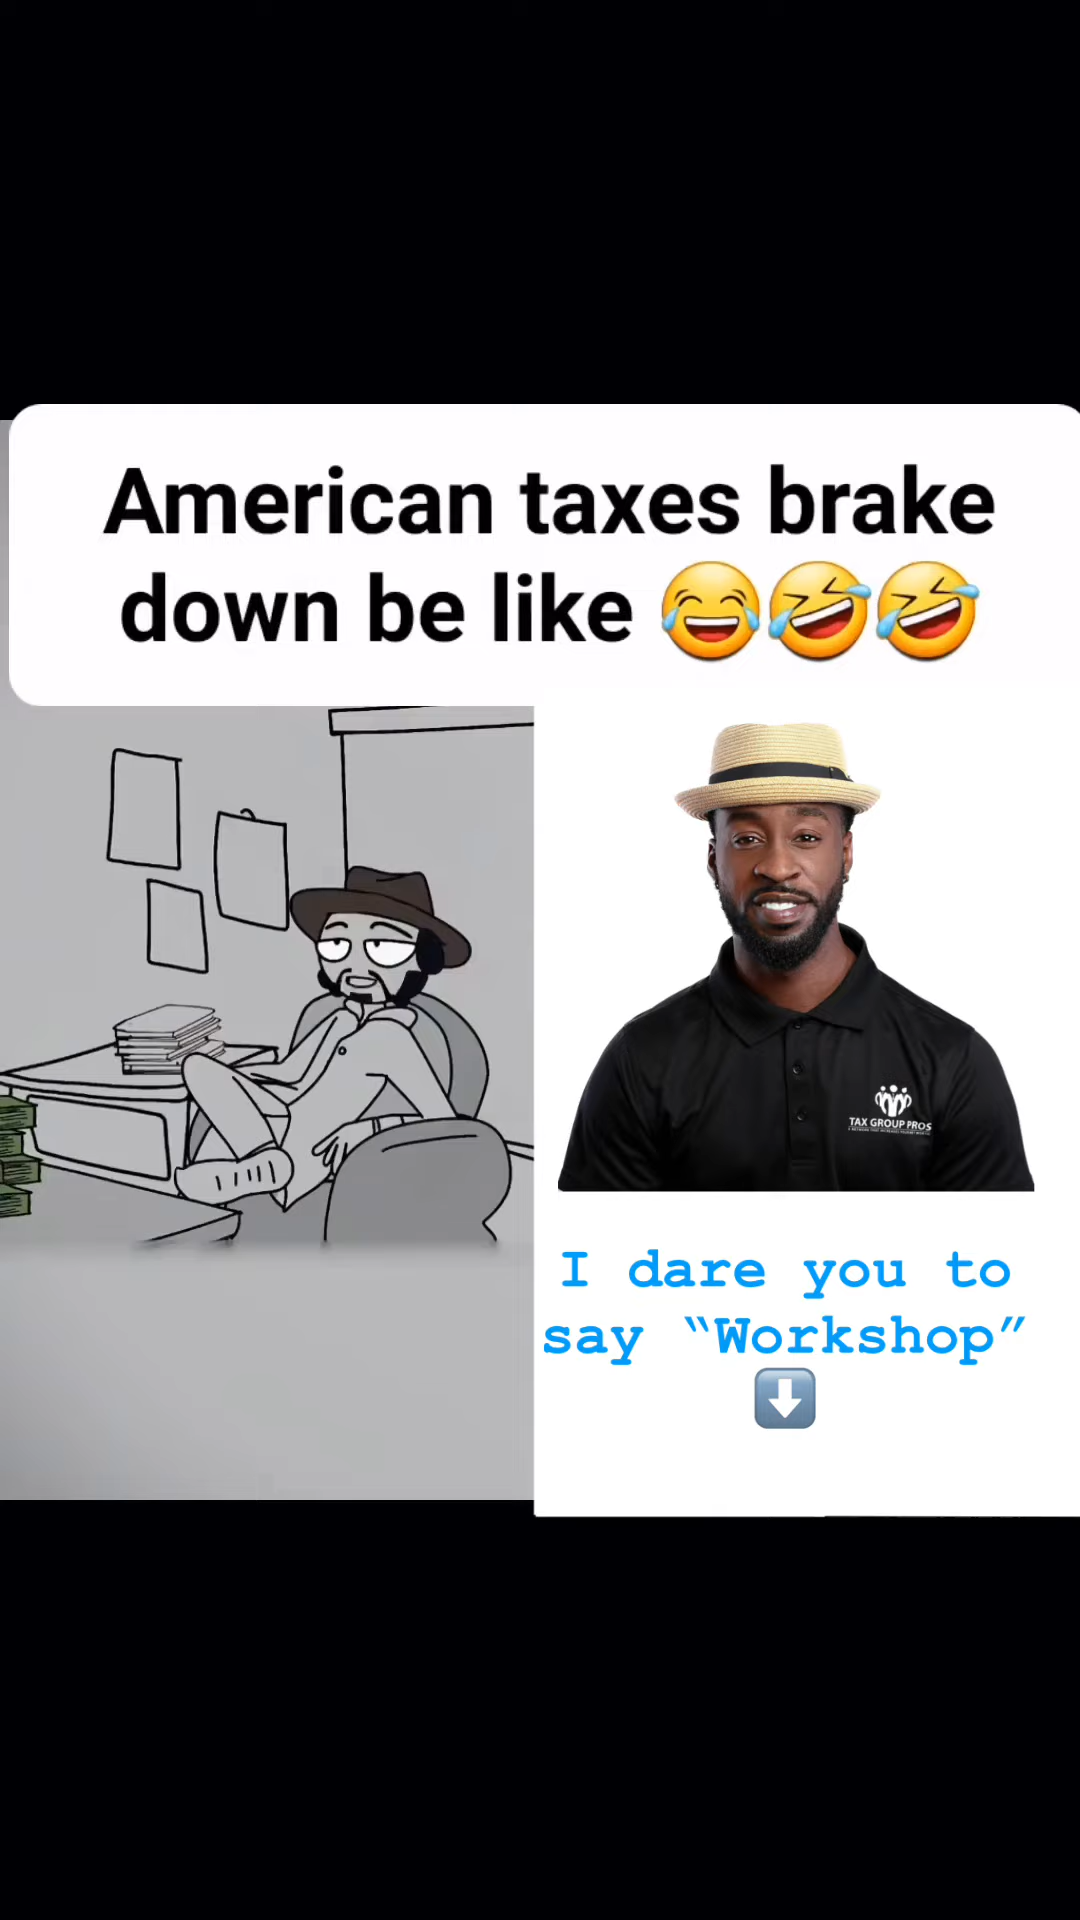 American taxes brake
down be like 😂🤣🤣
TAX GROUP PROS
I dare you to
say “Workshop”
⬇️